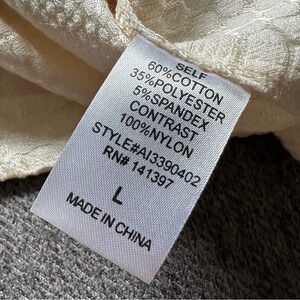 SELF
60%COTTON
35%POLYESTER
5%SPANDEX
CONTRAST
100%NYLON
STYLE#AI3390402
RN# 141397
L
MADE IN CHINA